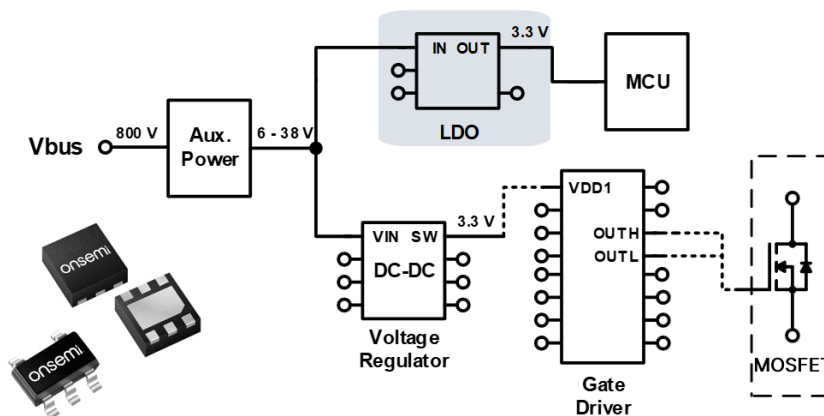 3.3 V
IN OUT
LDO
MCU
Vbus
800 V
Aux.
Power
6 - 38 V
3.3 V
VIN SW
DC-DC
Voltage
Regulator
VDD1
OUTH
OUTL
Gate
Driver
MOSFET
onsemi
onsemi